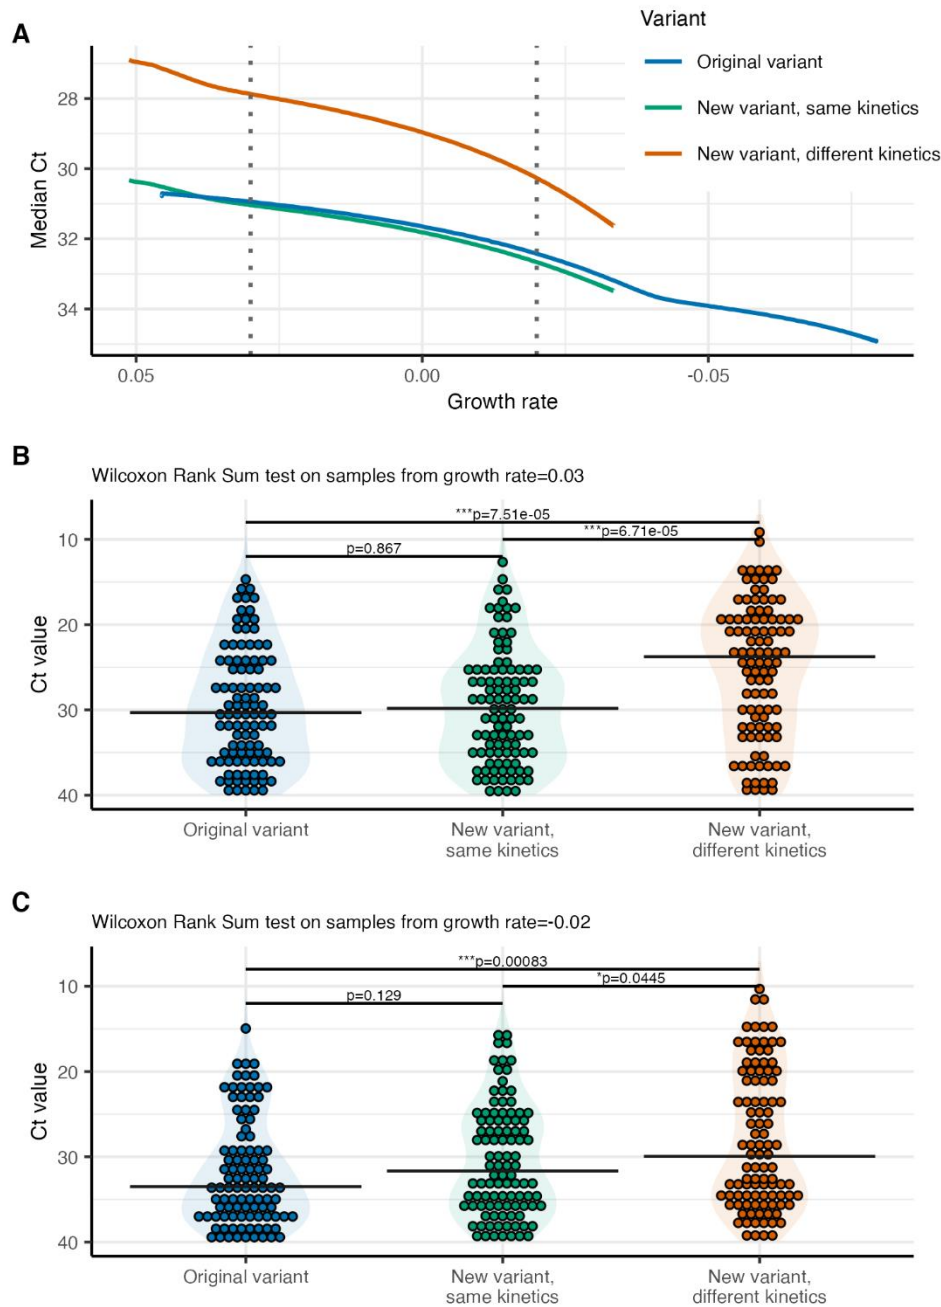 A
Variant
Original variant
New variant, same kinetics
New variant, different kinetics
Median Ct
28
30
32
34
0.05
0.00
-0.05
Growth rate
B
Wilcoxon Rank Sum test on samples from growth rate=0.03
***p=7.51e-05
***p=6.71e-05
p=0.867
Ct value
10
20
30
40
Original variant
New variant,
same kinetics
New variant,
different kinetics
C
Wilcoxon Rank Sum test on samples from growth rate=-0.02
***p=0.00083
*p=0.0445
p=0.129
Ct value
10
20
30
40
Original variant
New variant,
same kinetics
New variant,
different kinetics